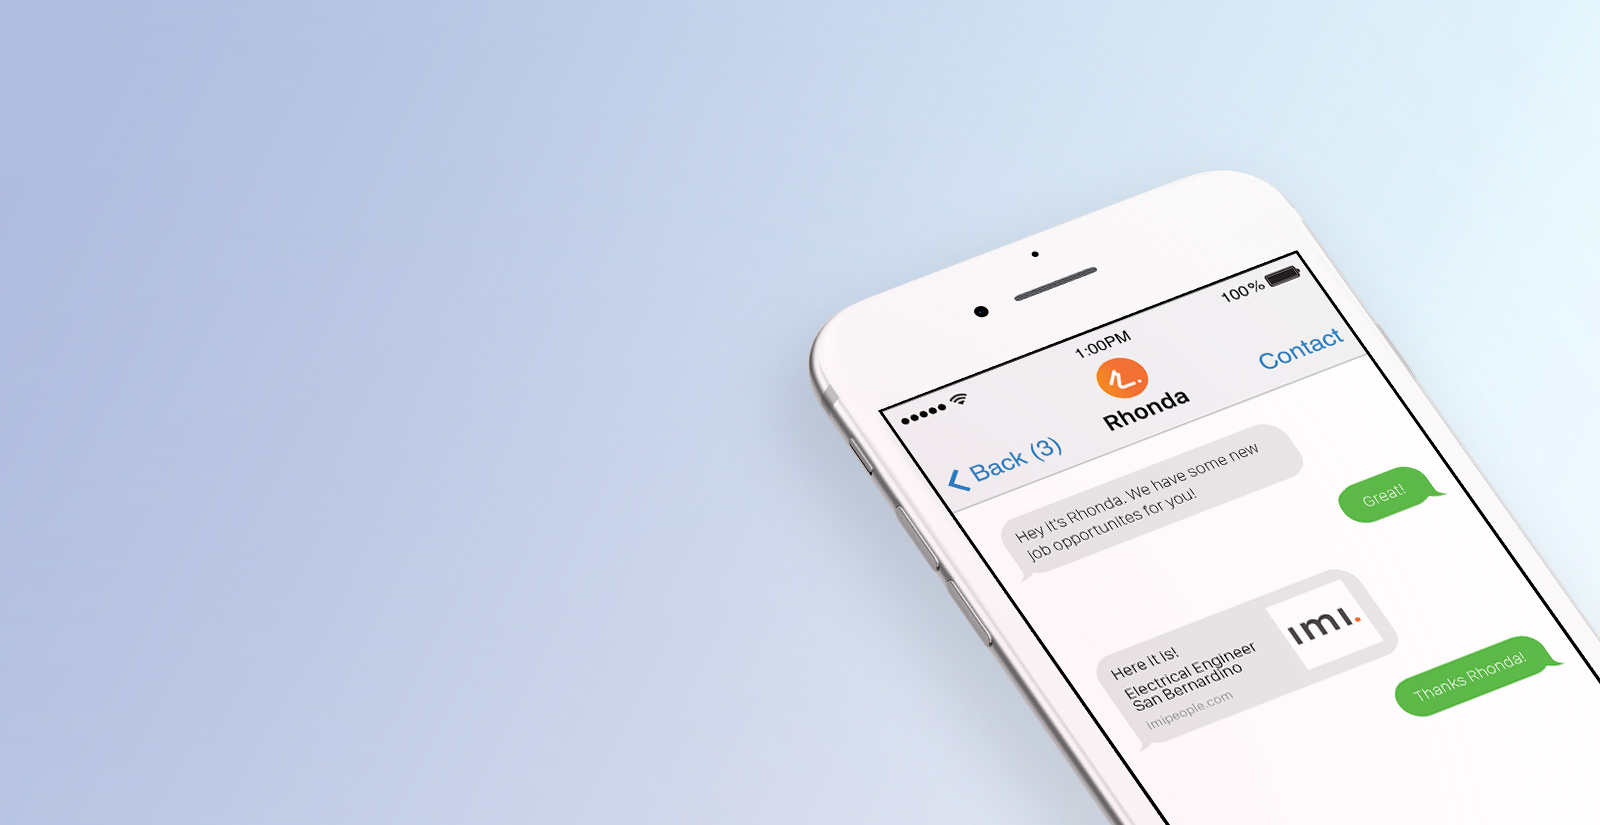 1:00PM
100%
Back (3)
Rhonda
Contact
Hey it's Rhonda. We have some new
job opportunites for you!
Great!
Here it Is!
Electrical Engineer
San Bernardino
imipeople.com
imi.
Thanks Rhonda!